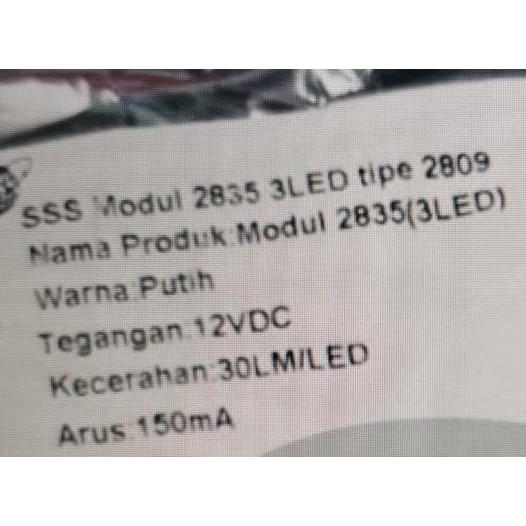 SSS Modul 2835 3LED tipe 2809
Nama Produk:Modul 2835(3LED)
Warna:Putih
Tegangan:12VDC
Kecerahan:30LM/LED
Arus:150mA